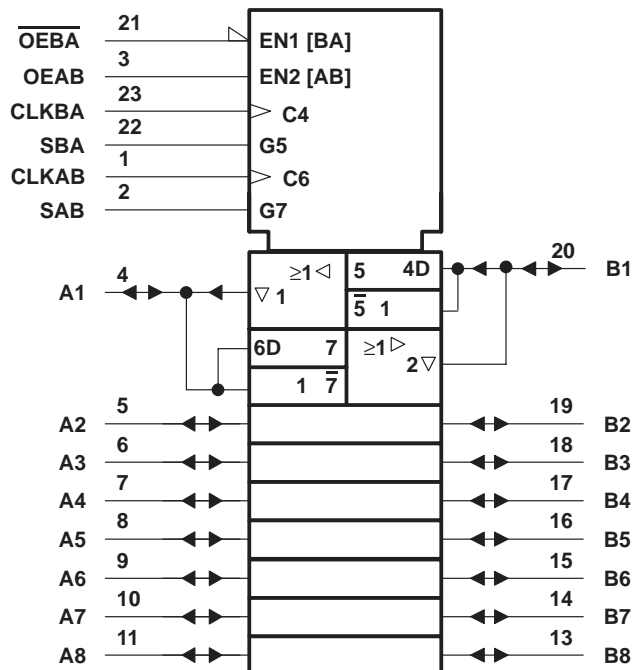 21
OEBA EN1 [BA]
3
OEAB EN2 [AB]
23
CLKBA C4
22
SBA G5
1
CLKAB C6
2
SAB G7
20
4 ≥1 5 4D B1
A1 1 5 1
6D 7 ≥1
2
1 7
5 19
A2 B2
6 18
A3 B3
7 17
A4 B4
8 16
A5 B5
9 15
A6 B6
10 14
A7 B7
11 13
A8 B8